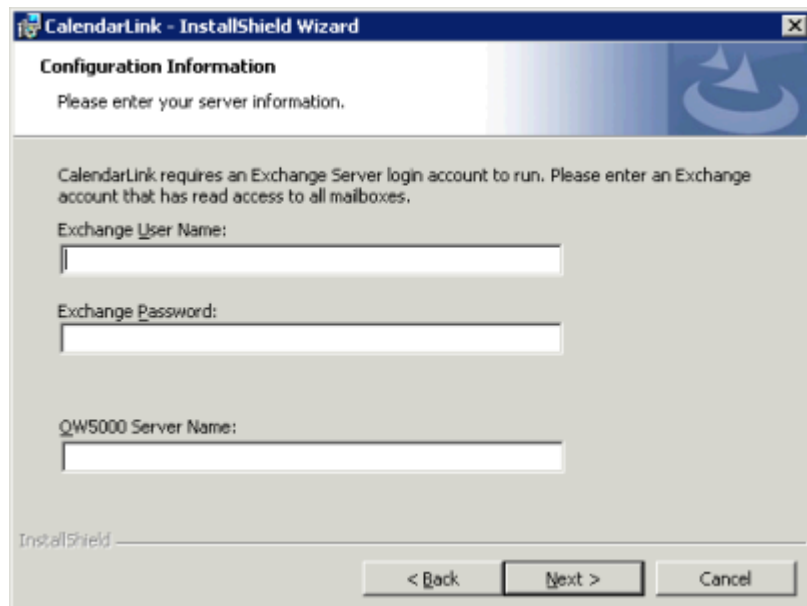 CalendarLink - InstallShield Wizard
Configuration Information
Please enter your server information.
CalendarLink requires an Exchange Server login account to run. Please enter an Exchange
account that has read access to all mailboxes.
Exchange User Name:
Exchange Password:
QW5000 Server Name:
InstallShield
< Back
Next >
Cancel